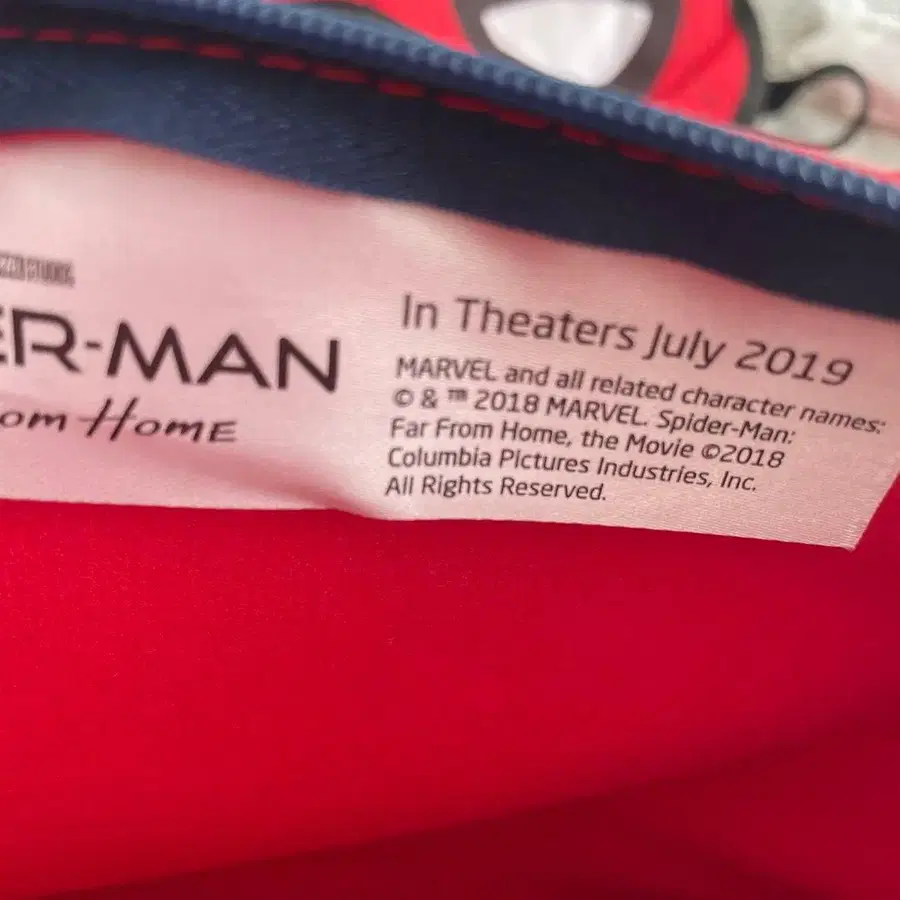 ER-MAN
om Home
In Theaters July 2019
MARVEL and all related character names:
© & ™ 2018 MARVEL. Spider-Man:
Far From Home, the Movie ©2018
Columbia Pictures Industries, Inc.
All Rights Reserved.